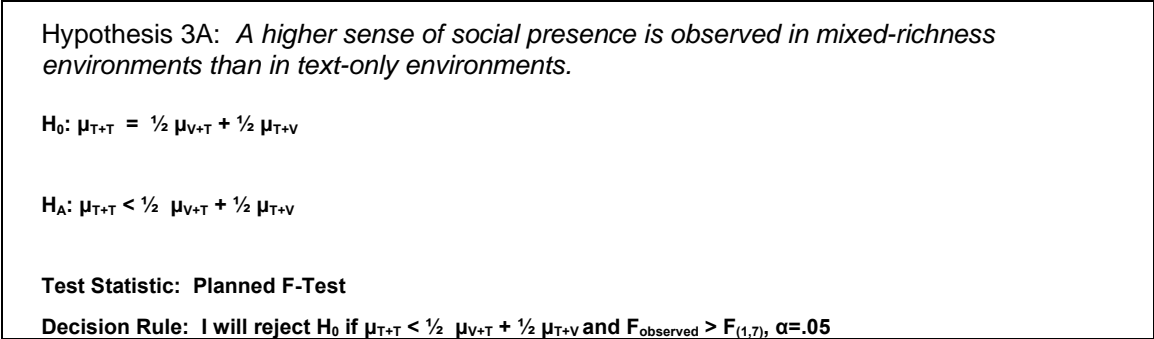 Hypothesis 3A: A higher sense of social presence is observed in mixed-richness
environments than in text-only environments.
H₀: μT+T = ½ μV+T + ½ μT+V
HA: μT+T < ½ μV+T + ½ μT+V
Test Statistic: Planned F-Test
Decision Rule: I will reject H₀ if μT+T < ½ μV+T + ½ μT+V and Fobserved > F(1,7), α=.05